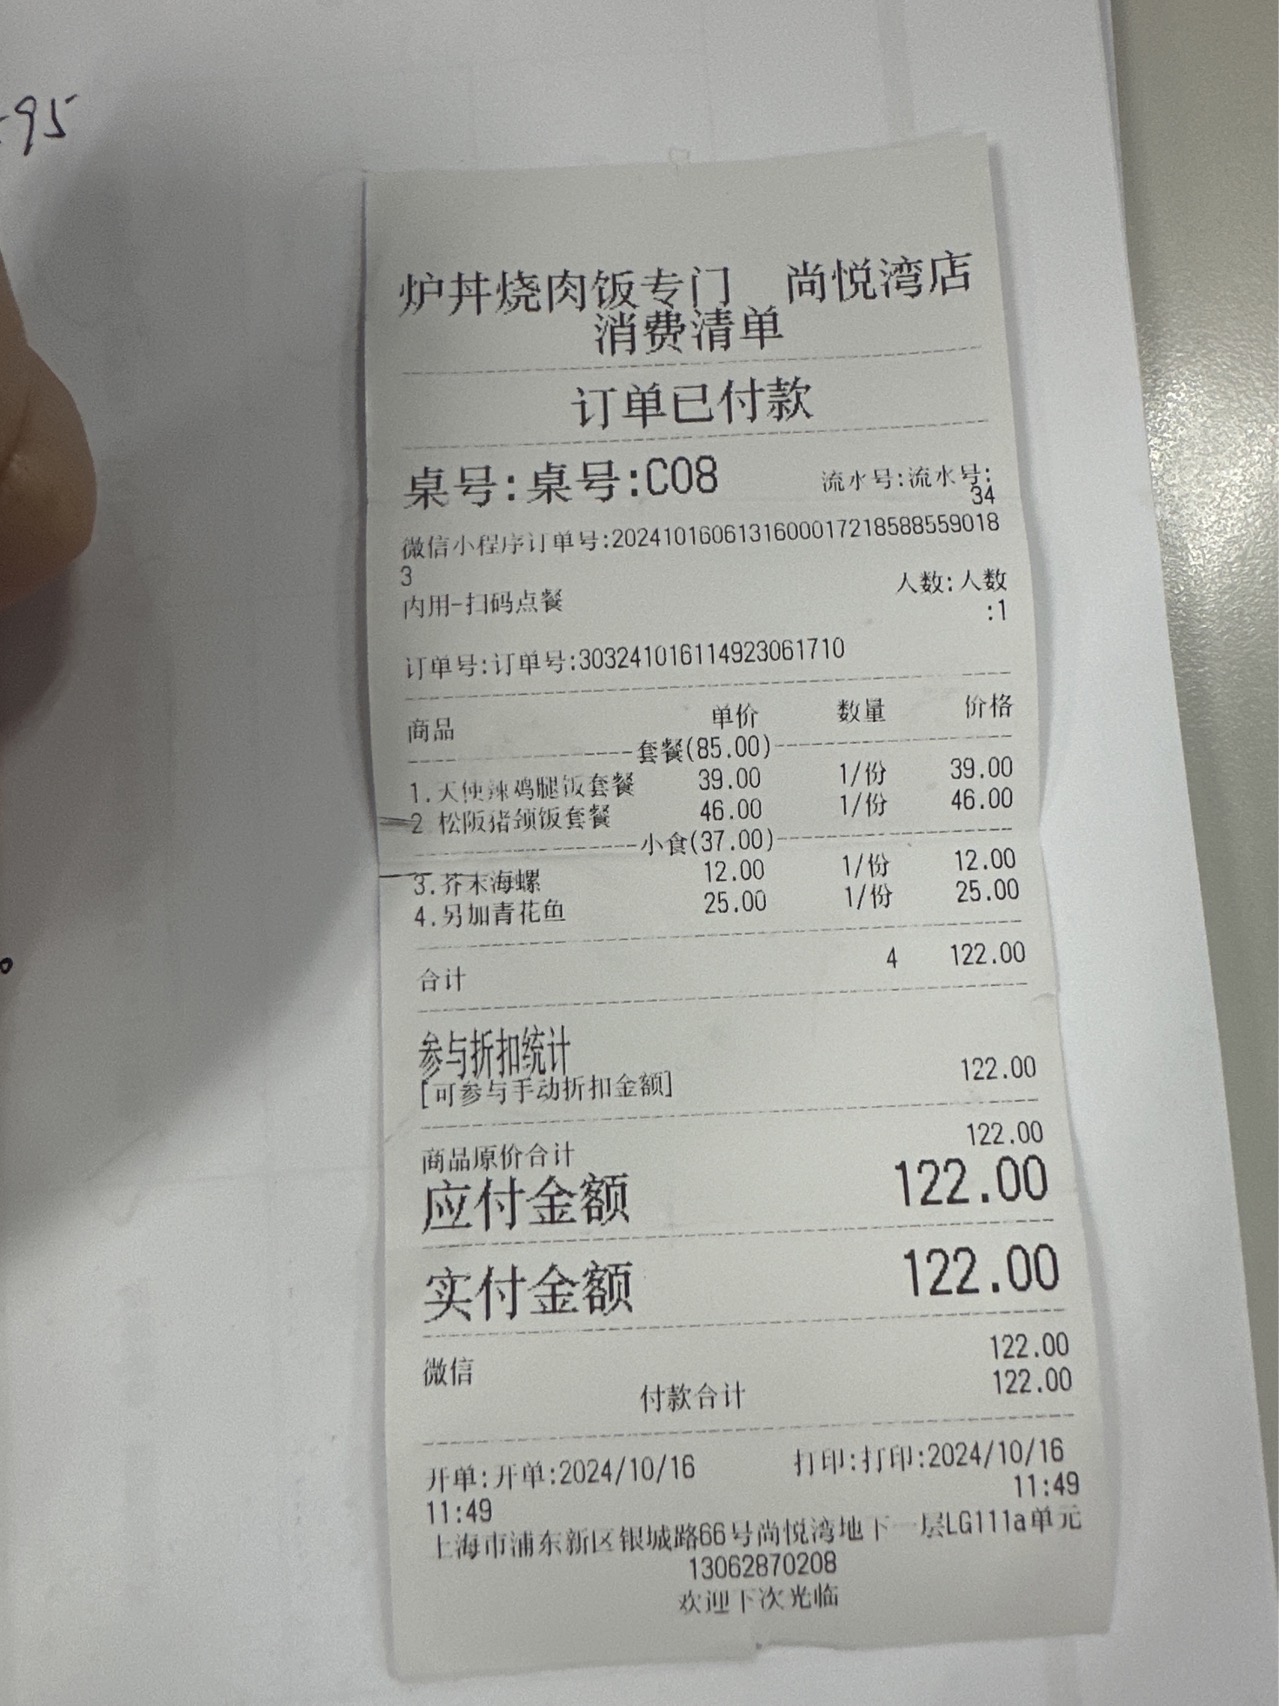 95
炉丼烧肉饭专门 尚悦湾店
消费清单
订单已付款
桌号:桌号:C08 流水号:流水号:
34
微信小程序订单号:2024101606131600017218588559018
3
内用-扫码点餐 人数:人数
:1
订单号:订单号:303241016114923061710
商品 单价 数量 价格
套餐(85.00)
1.天使辣鸡腿饭套餐 39.00 1/份 39.00
2 松阪猪颈饭套餐 46.00 1/份 46.00
小食(37.00)
3.芥末海螺 12.00 1/份 12.00
4.另加青花鱼 25.00 1/份 25.00
合计 4 122.00
参与折扣统计
[可参与手动折扣金额] 122.00
商品原价合计 122.00
应付金额 122.00
实付金额 122.00
微信 122.00
付款合计 122.00
开单:开单:2024/10/16 打印:打印:2024/10/16
11:49 11:49
上海市浦东新区银城路66号尚悦湾地下一层LG111a单元
13062870208
欢迎下次光临